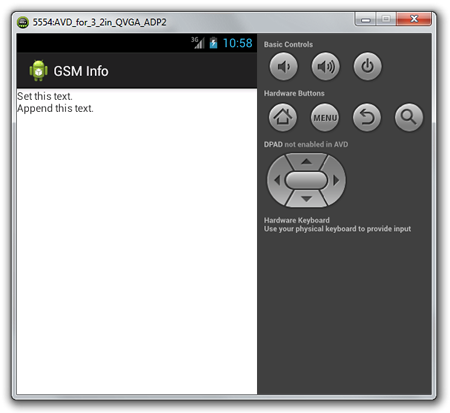 5554:AVD_for_3_2in_QVGA_ADP2
3G 10:58
GSM Info
Set this text.
Append this text.
Basic Controls
Hardware Buttons
MENU
DPAD not enabled in AVD
Hardware Keyboard
Use your physical keyboard to provide input